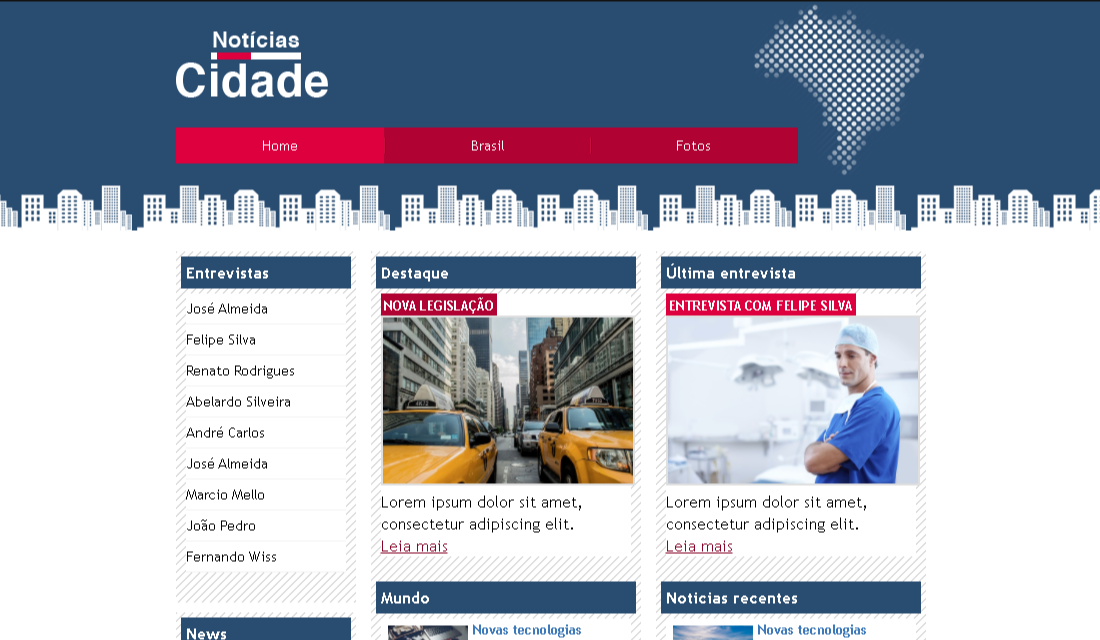 Notícias
Cidade
Home
Brasil
Fotos
Entrevistas
José Almeida
Felipe Silva
Renato Rodrigues
Abelardo Silveira
André Carlos
José Almeida
Marcio Mello
João Pedro
Fernando Wiss
News
Destaque
NOVA LEGISLAÇÃO
Lorem ipsum dolor sit amet,
consectetur adipiscing elit.
Leia mais
Mundo
Novas tecnologias
Última entrevista
ENTREVISTA COM FELIPE SILVA
Lorem ipsum dolor sit amet,
consectetur adipiscing elit.
Leia mais
Noticias recentes
Novas tecnologias